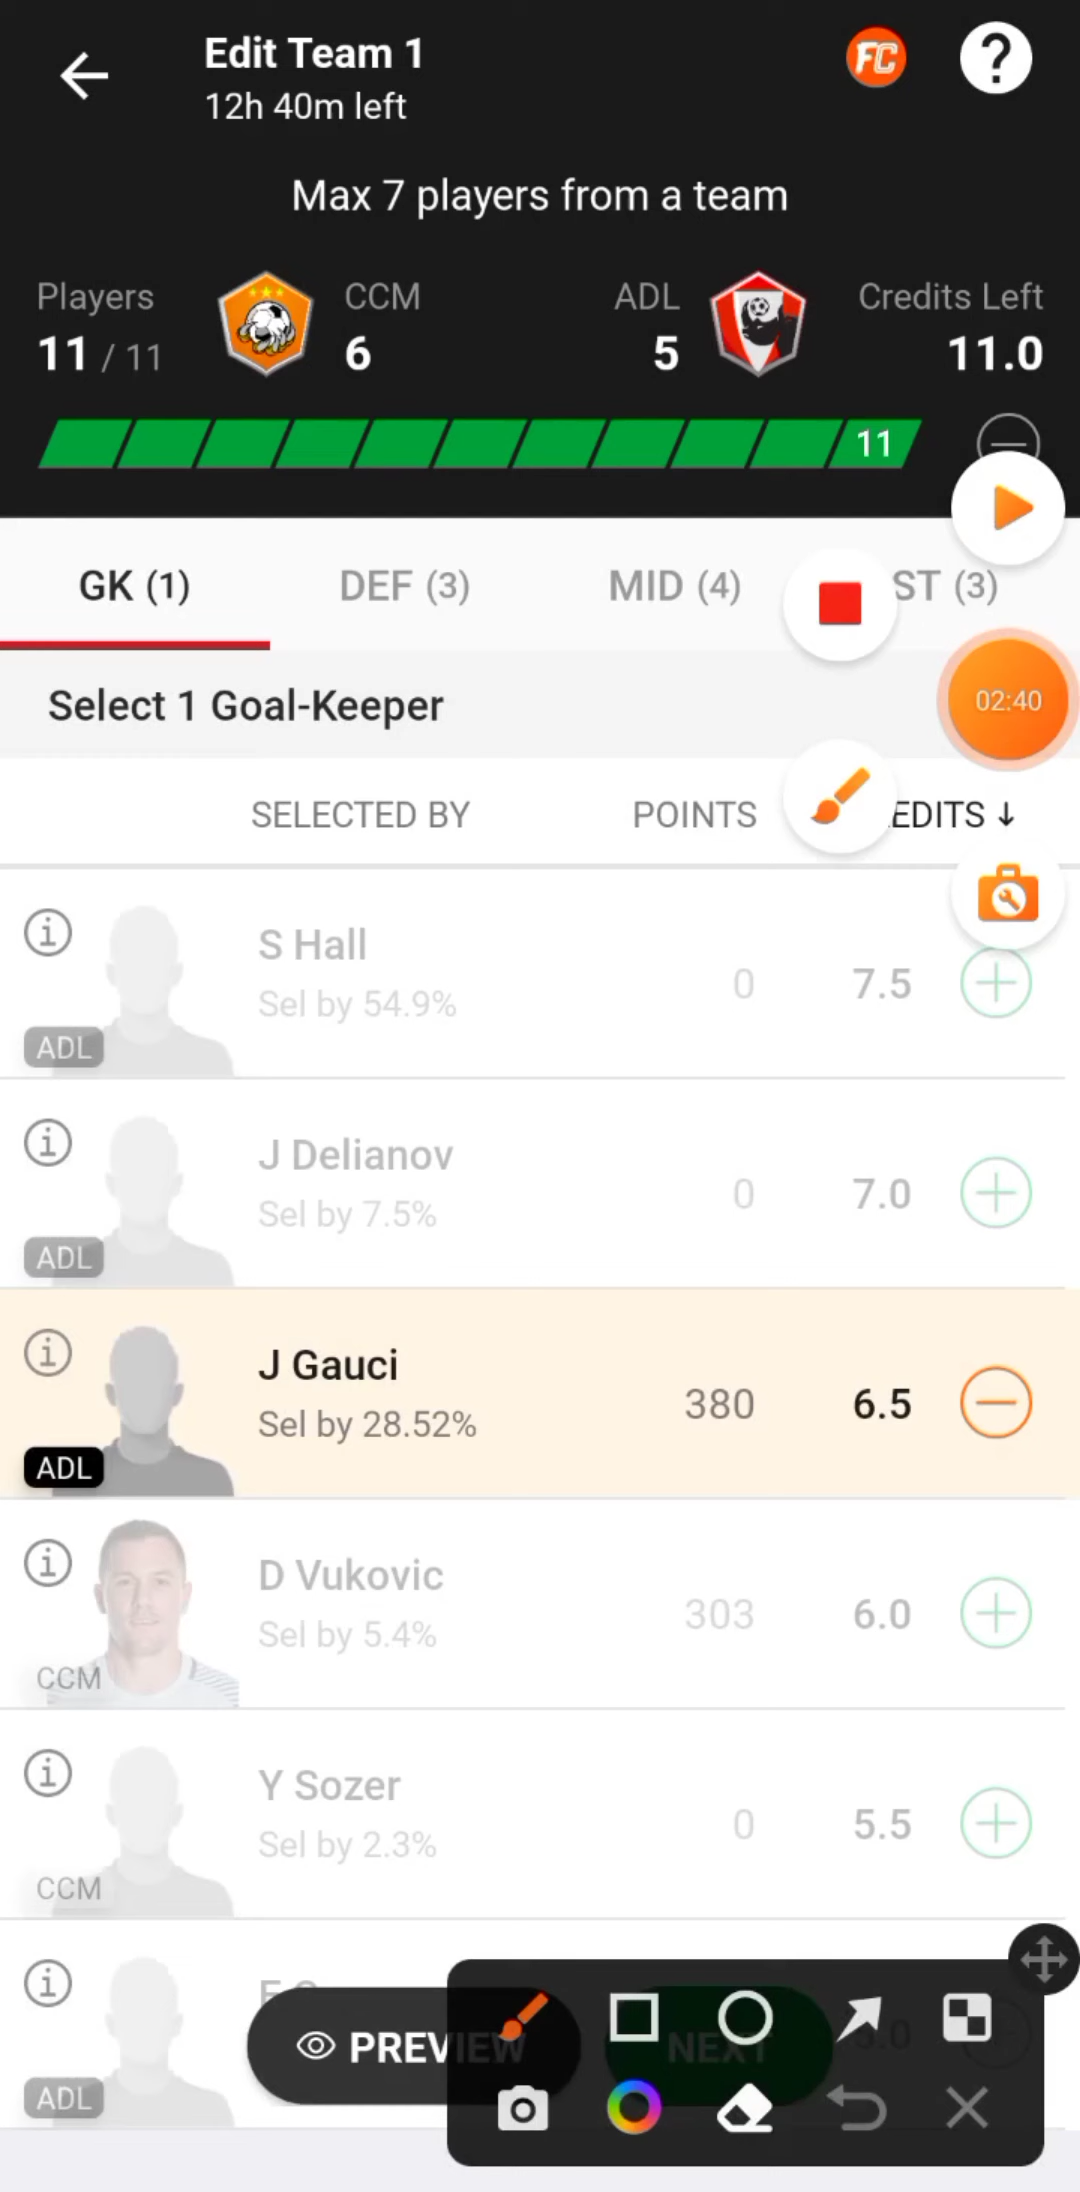 Edit Team 1
12h 40m left
FC
?
Max 7 players from a team
Players
CCM
ADL
Credits Left
11 / 11
6
5
11.0
11
GK (1)
DEF (3)
MID (4)
ST (3)
Select 1 Goal-Keeper
02:40
SELECTED BY
POINTS
EDITS ↓
S Hall
Sel by 54.9%
0
7.5
ADL
J Delianov
Sel by 7.5%
0
7.0
ADL
J Gauci
Sel by 28.52%
380
6.5
ADL
D Vukovic
Sel by 5.4%
303
6.0
CCM
Y Sozer
Sel by 2.3%
0
5.5
CCM
PREVIEW
NEXT
ADL